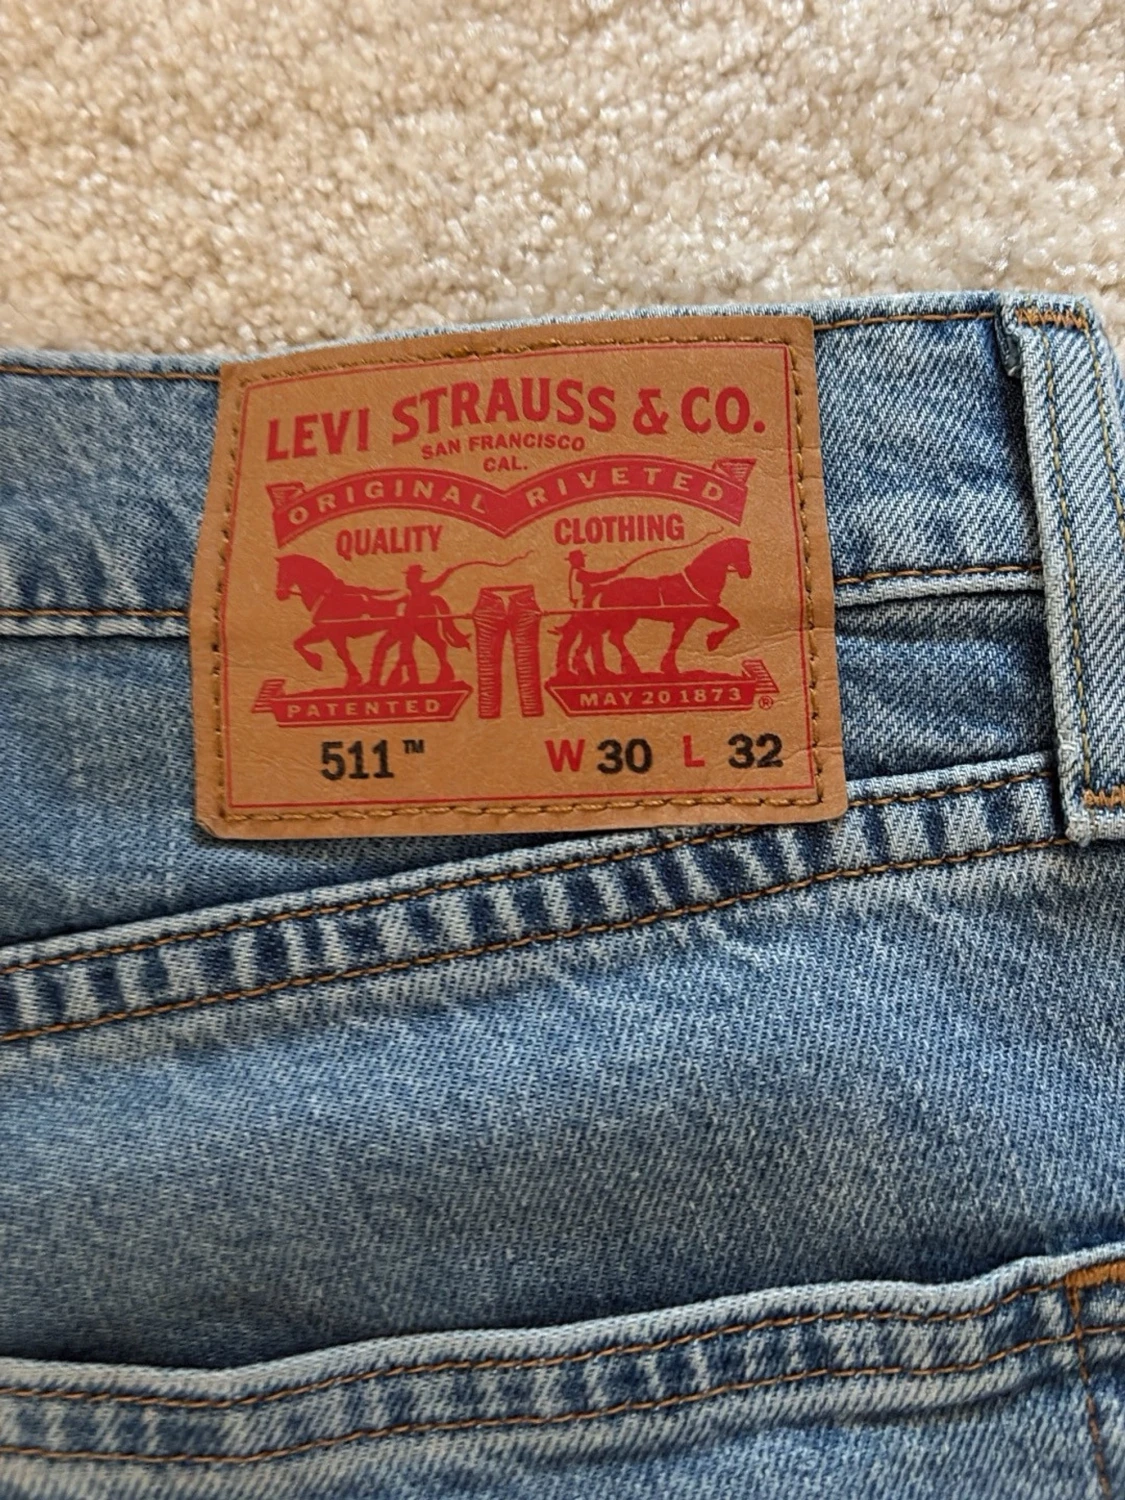 LEVI STRAUSS & CO.
SAN FRANCISCO
CAL.
ORIGINAL RIVETED
QUALITY CLOTHING
PATENTED MAY 20 1873 ®
511™ W 30 L 32